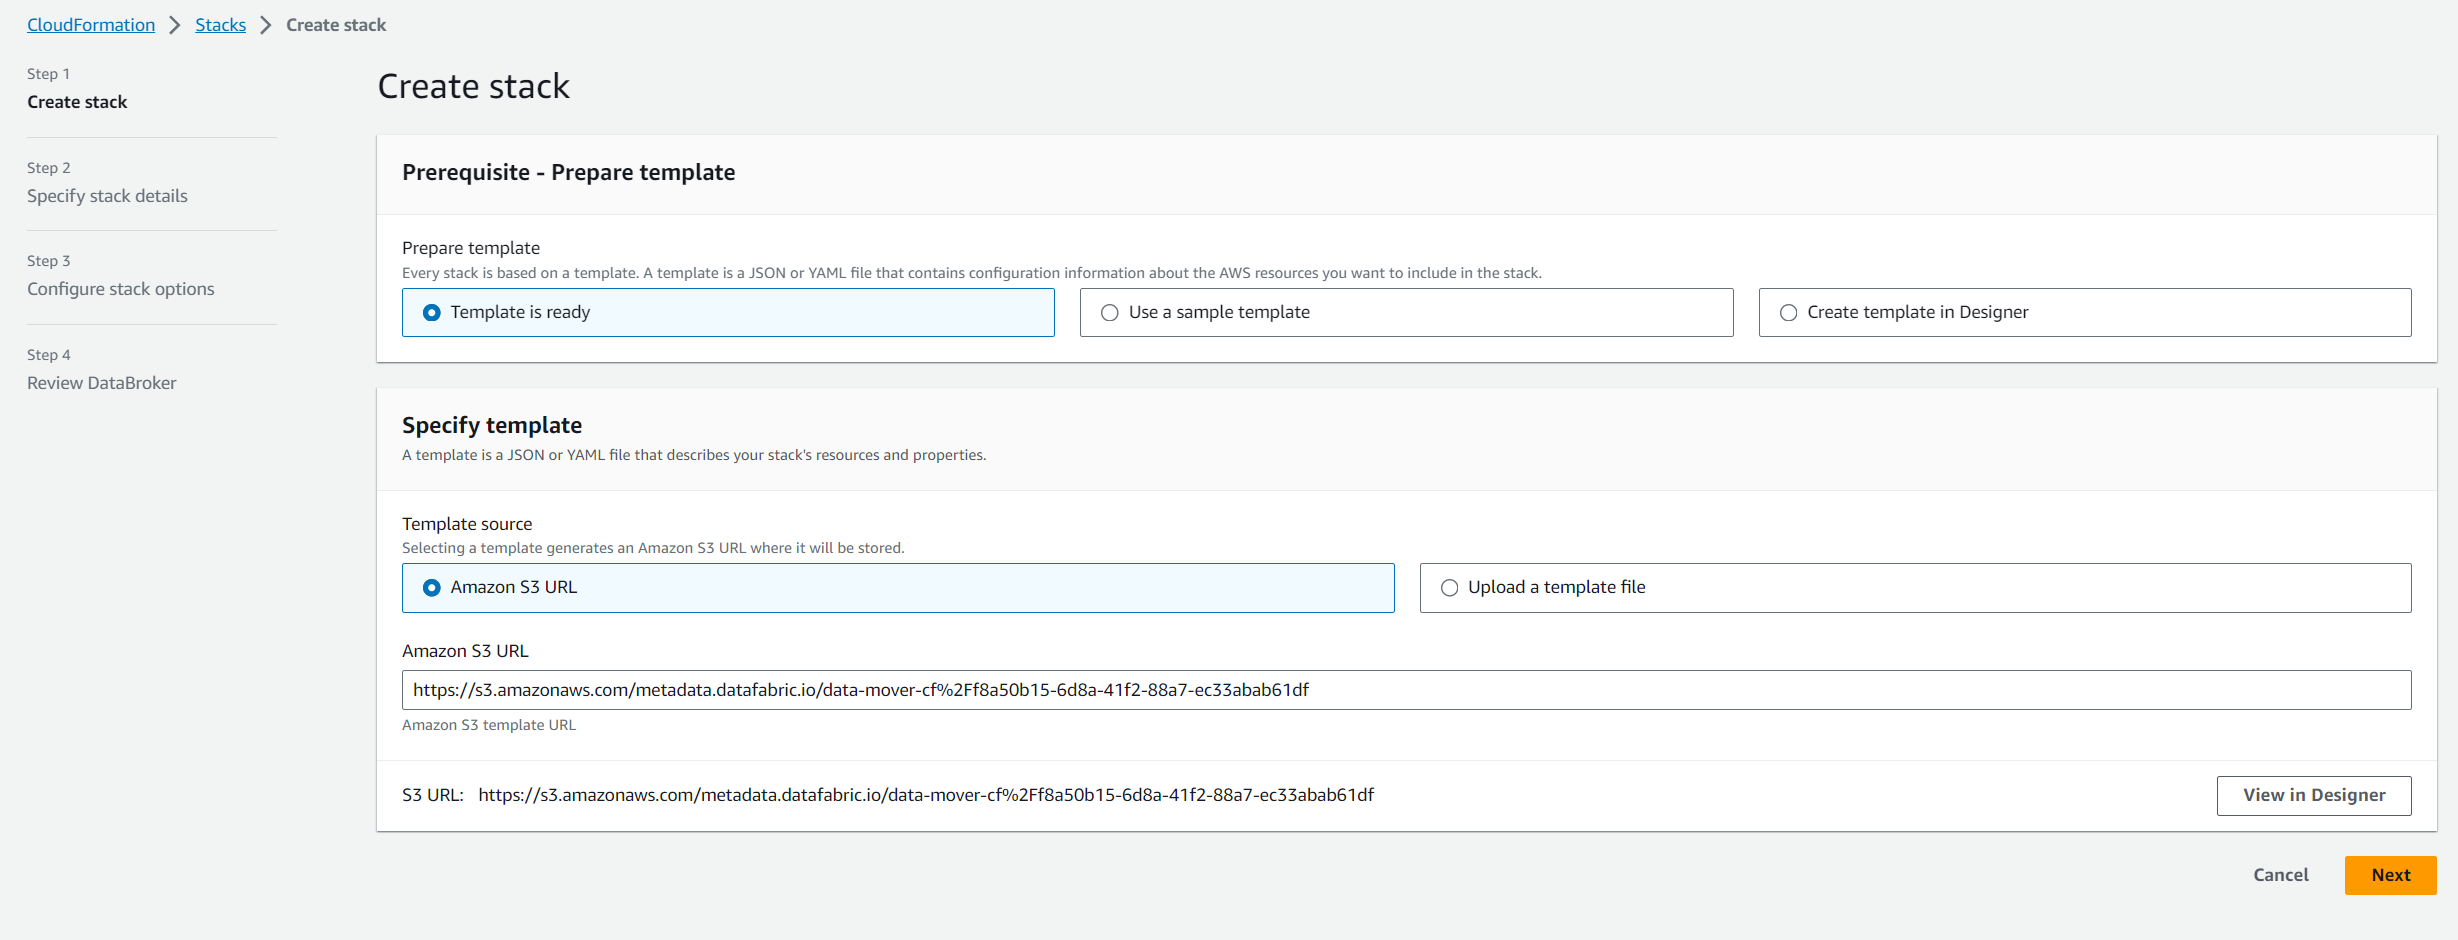 CloudFormation > Stacks > Create stack
Step 1
Create stack
Step 2
Specify stack details
Step 3
Configure stack options
Step 4
Review DataBroker
Create stack
Prerequisite - Prepare template
Prepare template
Every stack is based on a template. A template is a JSON or YAML file that contains configuration information about the AWS resources you want to include in the stack.
Template is ready
Use a sample template
Create template in Designer
Specify template
A template is a JSON or YAML file that describes your stack's resources and properties.
Template source
Selecting a template generates an Amazon S3 URL where it will be stored.
Amazon S3 URL
Upload a template file
Amazon S3 URL
https://s3.amazonaws.com/metadata.datafabric.io/data-mover-cf%2Ff8a50b15-6d8a-41f2-88a7-ec33abab61df
Amazon S3 template URL
S3 URL: https://s3.amazonaws.com/metadata.datafabric.io/data-mover-cf%2Ff8a50b15-6d8a-41f2-88a7-ec33abab61df
View in Designer
Cancel
Next